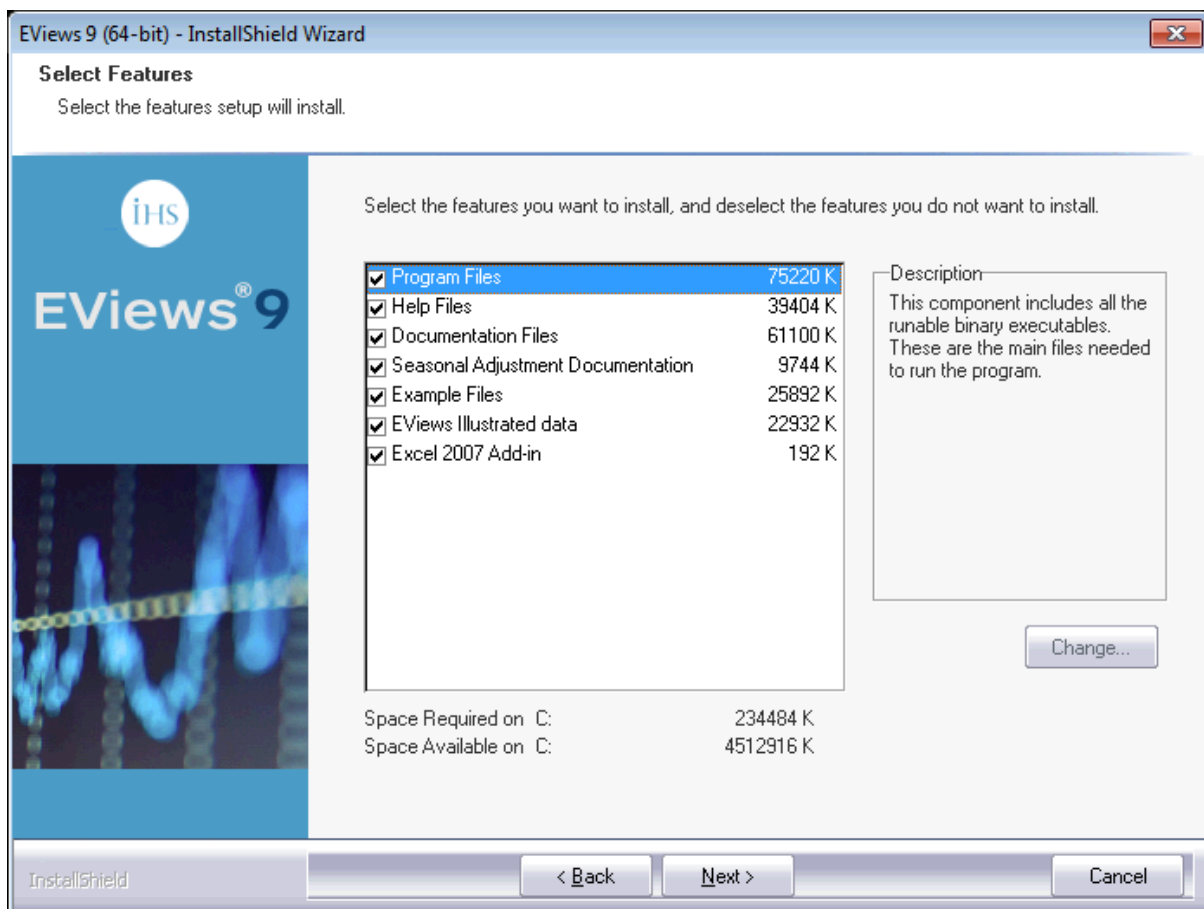 EViews 9 (64-bit) - InstallShield Wizard
Select Features
Select the features setup will install.
iHS
EViews®9
Select the features you want to install, and deselect the features you do not want to install.
Program Files 75220 K
Help Files 39404 K
Documentation Files 61100 K
Seasonal Adjustment Documentation 9744 K
Example Files 25892 K
EViews Illustrated data 22932 K
Excel 2007 Add-in 192 K
Description
This component includes all the
runable binary executables.
These are the main files needed
to run the program.
Change...
Space Required on C: 234484 K
Space Available on C: 4512916 K
InstallShield
< Back
Next >
Cancel